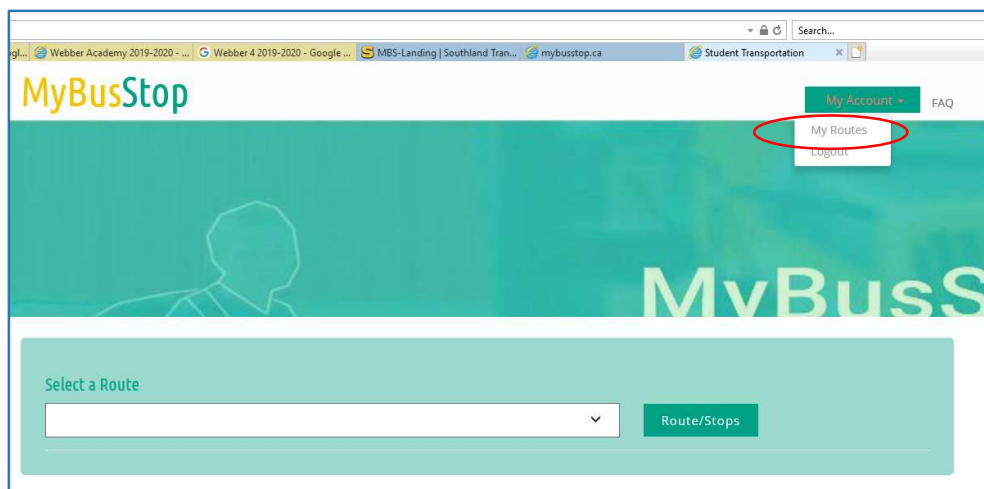 Search...
Webber Academy 2019-2020 - ... Webber 4 2019-2020 - Google ... MBS-Landing | Southland Tran... mybusstop.ca Student Transportation
MyBusStop
My Account FAQ
My Routes
Logout
MyBusS
Select a Route
Route/Stops